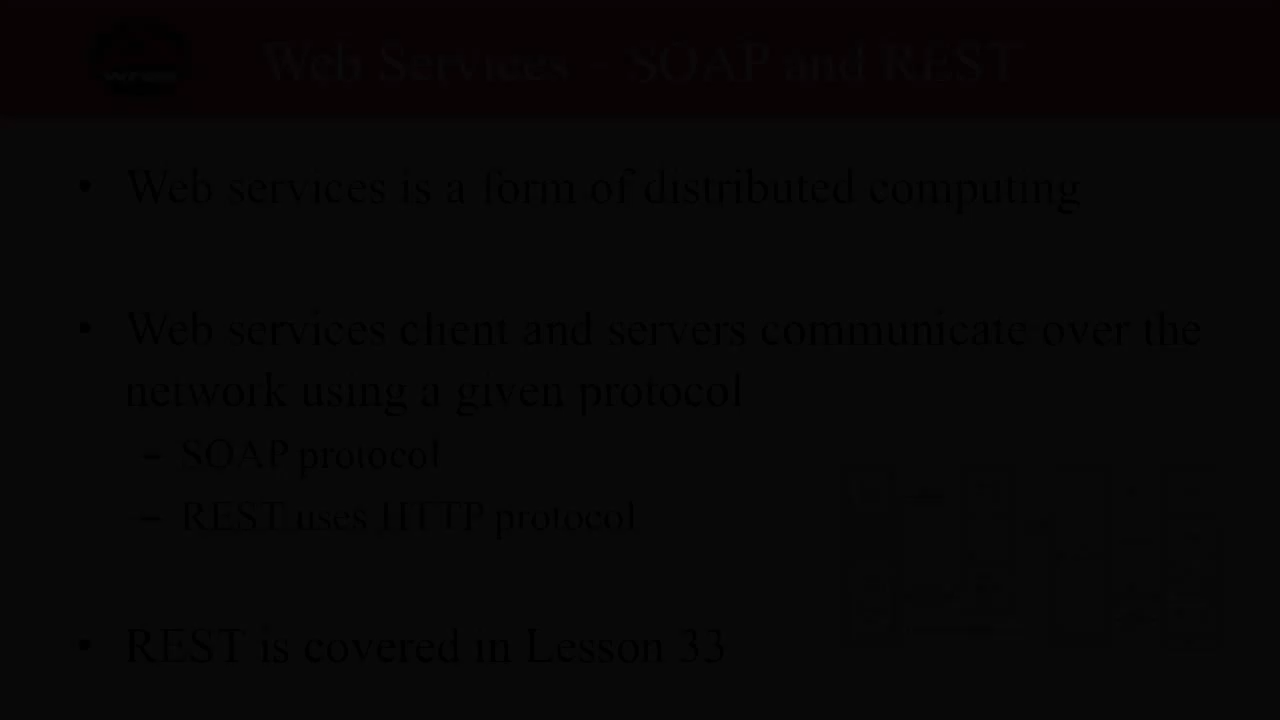 wrox
Web Services – SOAP and REST
• Web services is a form of distributed computing
• Web services client and servers communicate over the
network using a given protocol
– SOAP protocol
– REST uses HTTP protocol
• REST is covered in Lesson 33